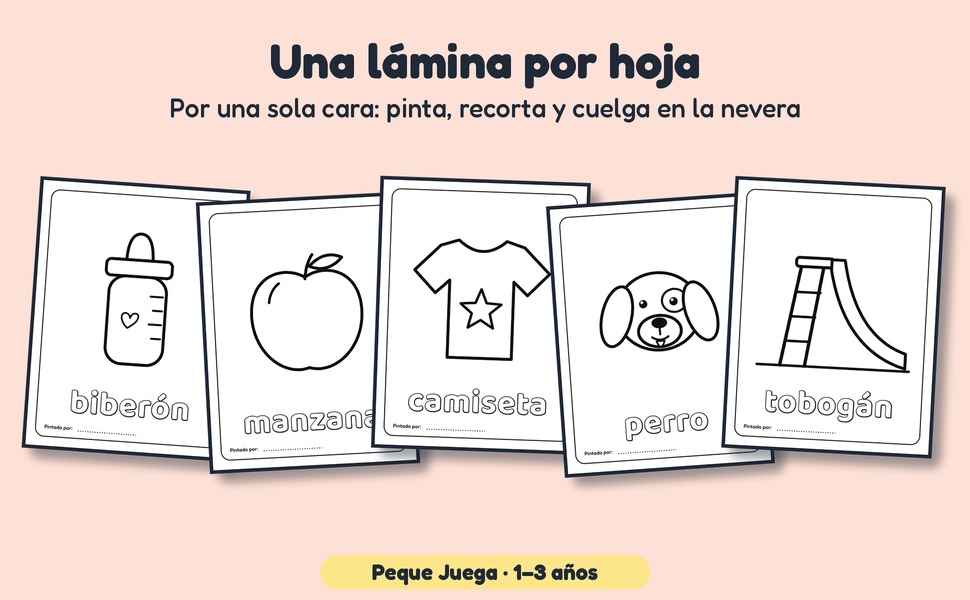 Una lámina por hoja
Por una sola cara: pinta, recorta y cuelga en la nevera
biberón
Pintado por:
manzana
Pintado por:
camiseta
Pintado por:
perro
Pintado por:
tobogán
Pintado por:
Peque Juega · 1–3 años